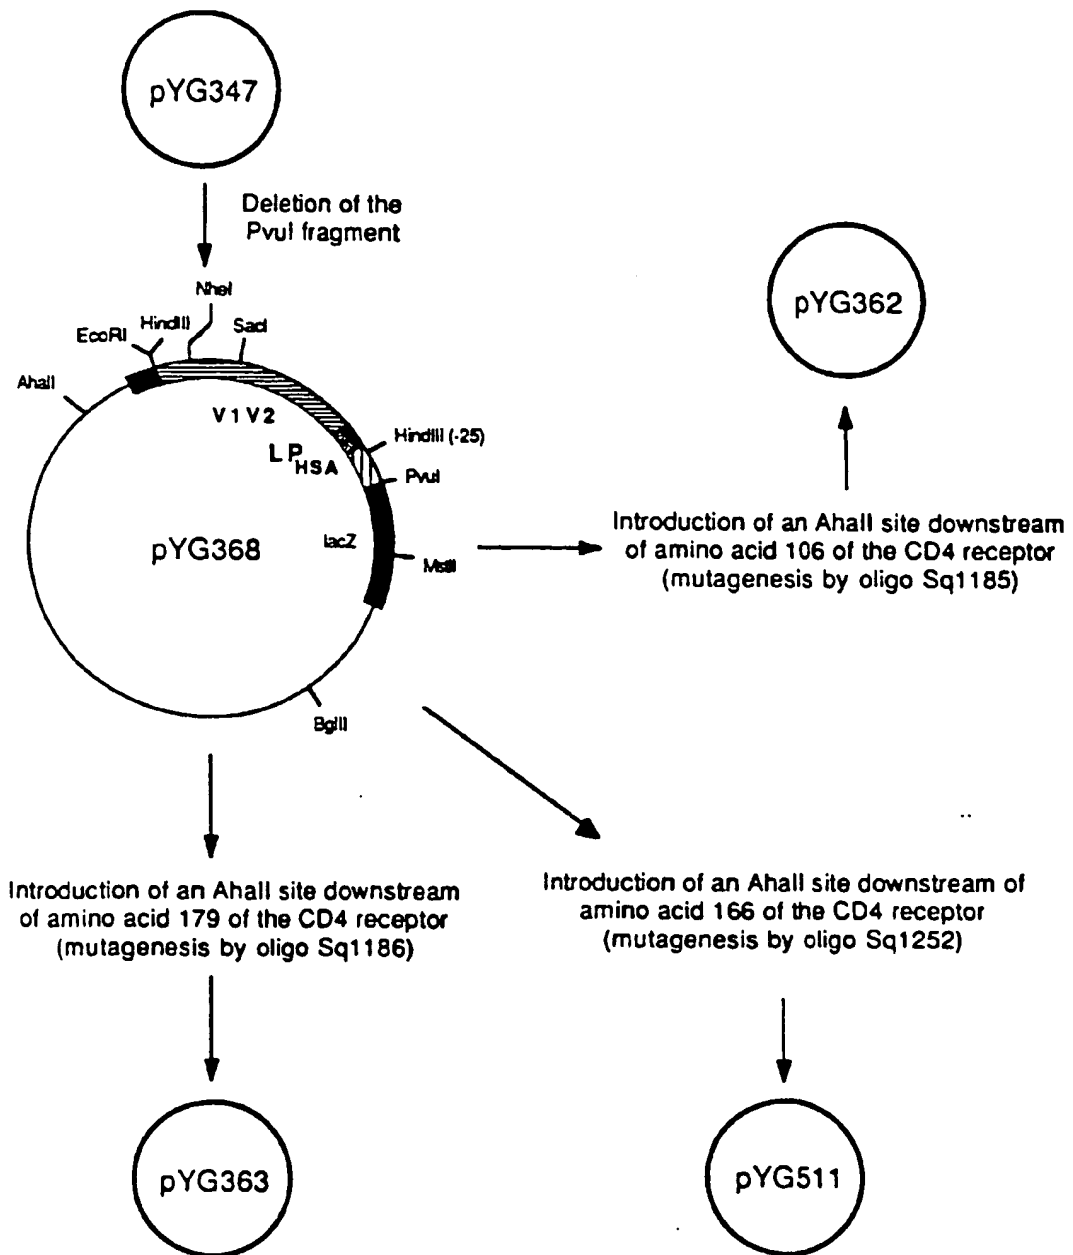 pYG347
Deletion of the
PvuI fragment
NheI
HindIII
SacI
EcoRI
AhaII
V1 V2
HindIII (-25)
LP HSA
PvuI
pYG368
lacZ
MstII
BglII
pYG362
Introduction of an AhaII site downstream
of amino acid 106 of the CD4 receptor
(mutagenesis by oligo Sq1185)
Introduction of an AhaII site downstream
of amino acid 179 of the CD4 receptor
(mutagenesis by oligo Sq1186)
Introduction of an AhaII site downstream of
amino acid 166 of the CD4 receptor
(mutagenesis by oligo Sq1252)
pYG363
pYG511